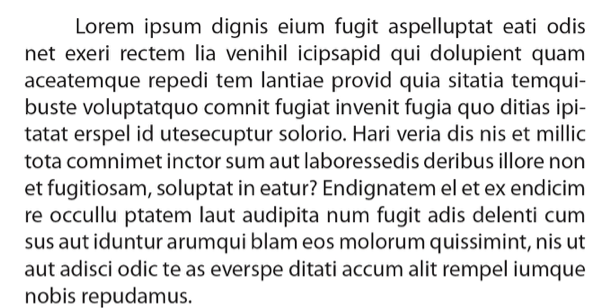 Lorem ipsum dignis eium fugit aspelluptat eati odis
net exeri rectem lia venihil icipsapid qui dolupient quam
aceatemque repedi tem lantiae provid quia sitatia temqui-
buste voluptatquo comnit fugiat invenit fugia quo ditias ipi-
tatat erspel id utesecuptur solorio. Hari veria dis nis et millic
tota comnimet inctor sum aut laboressedis deribus illore non
et fugitiosam, soluptat in eatur? Endignatem el et ex endicim
re occullu ptatem laut audipita num fugit adis delenti cum
sus aut iduntur arumqui blam eos molorum quissimint, nis ut
aut adisci odic te as everspe ditati accum alit rempel iumque
nobis repudamus.